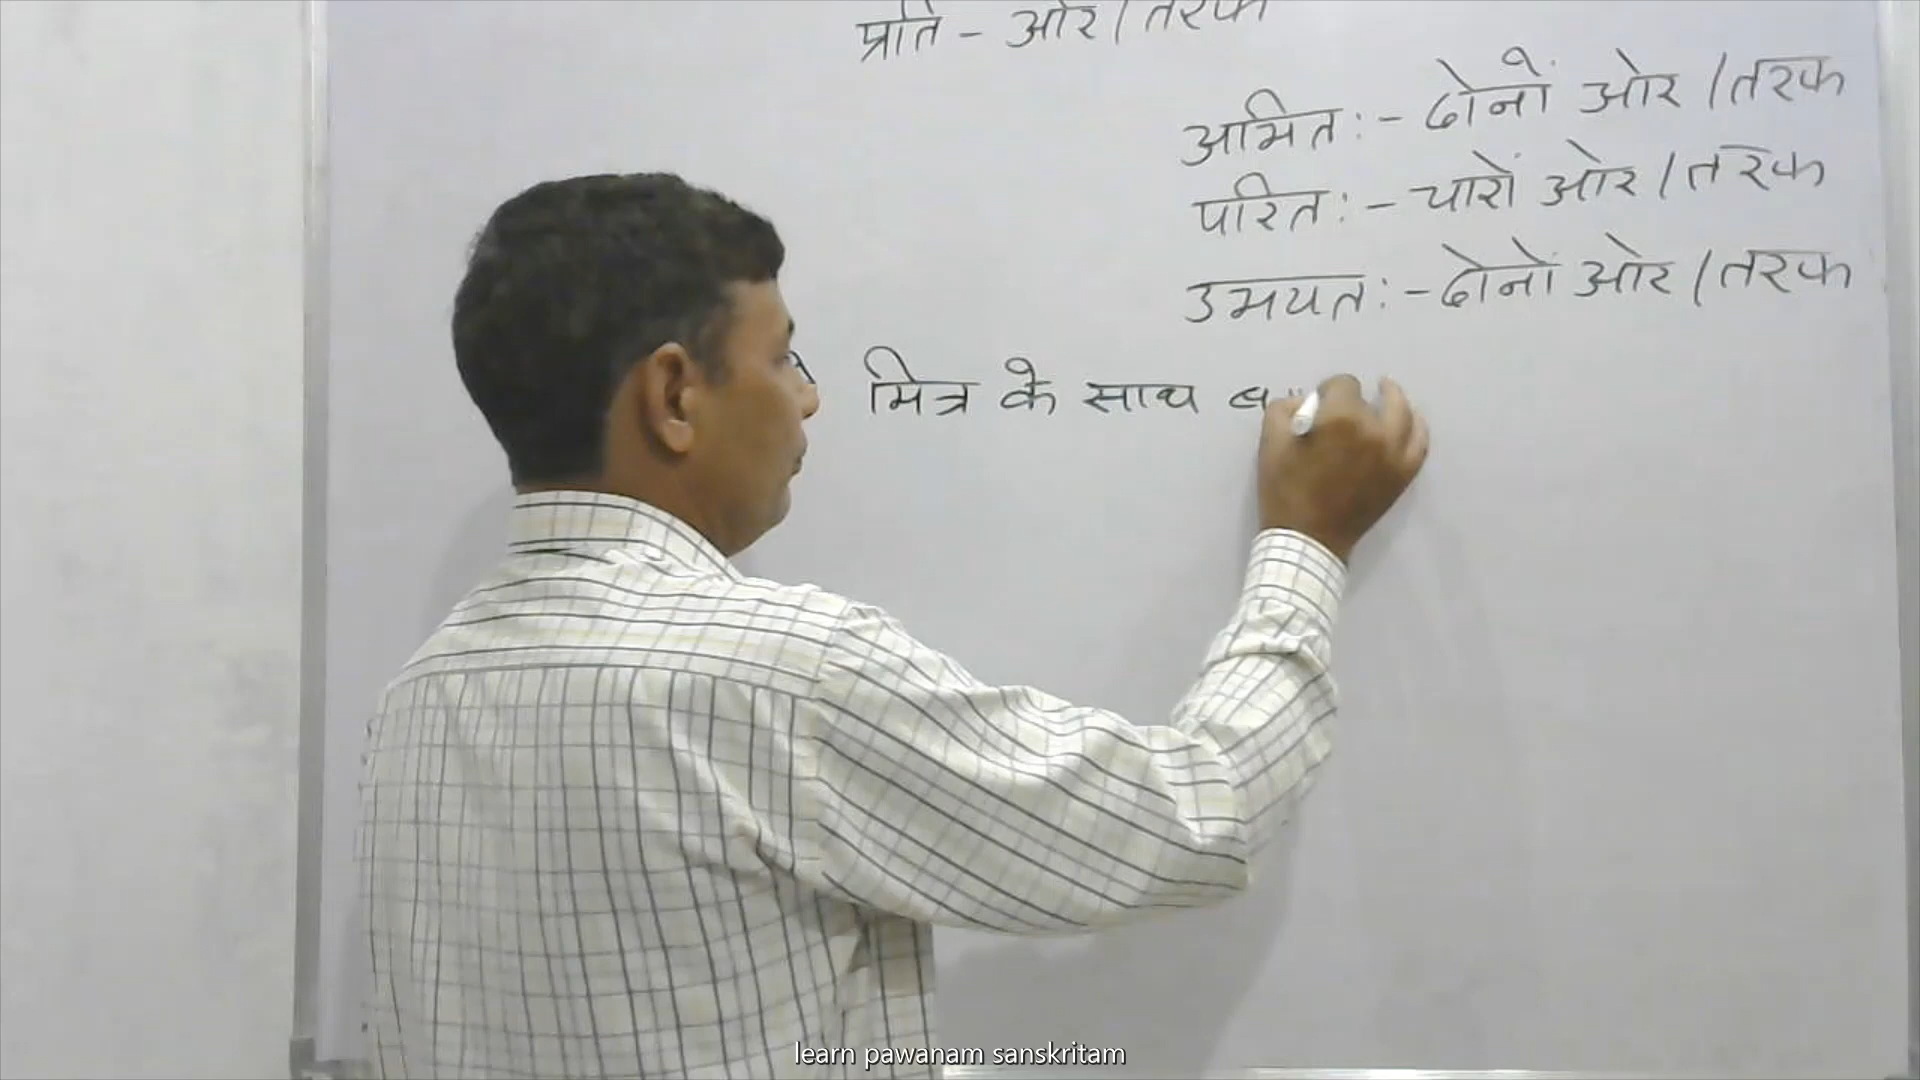 प्रति - ओर / तरफ
अभितः - दोनों ओर / तरफ
परितः - चारों ओर / तरफ
उभयतः - दोनों ओर / तरफ
मित्र के साथ
learn pawanam sanskritam